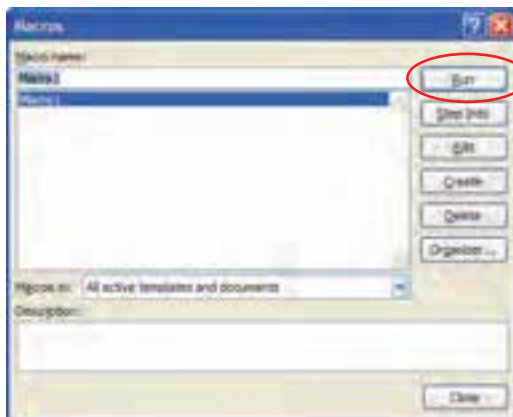 Macros
Macro name:
Macro1
Macro1
Run
Step Into
Edit
Create
Delete
Organizer...
Macros in: All active templates and documents
Description:
Close